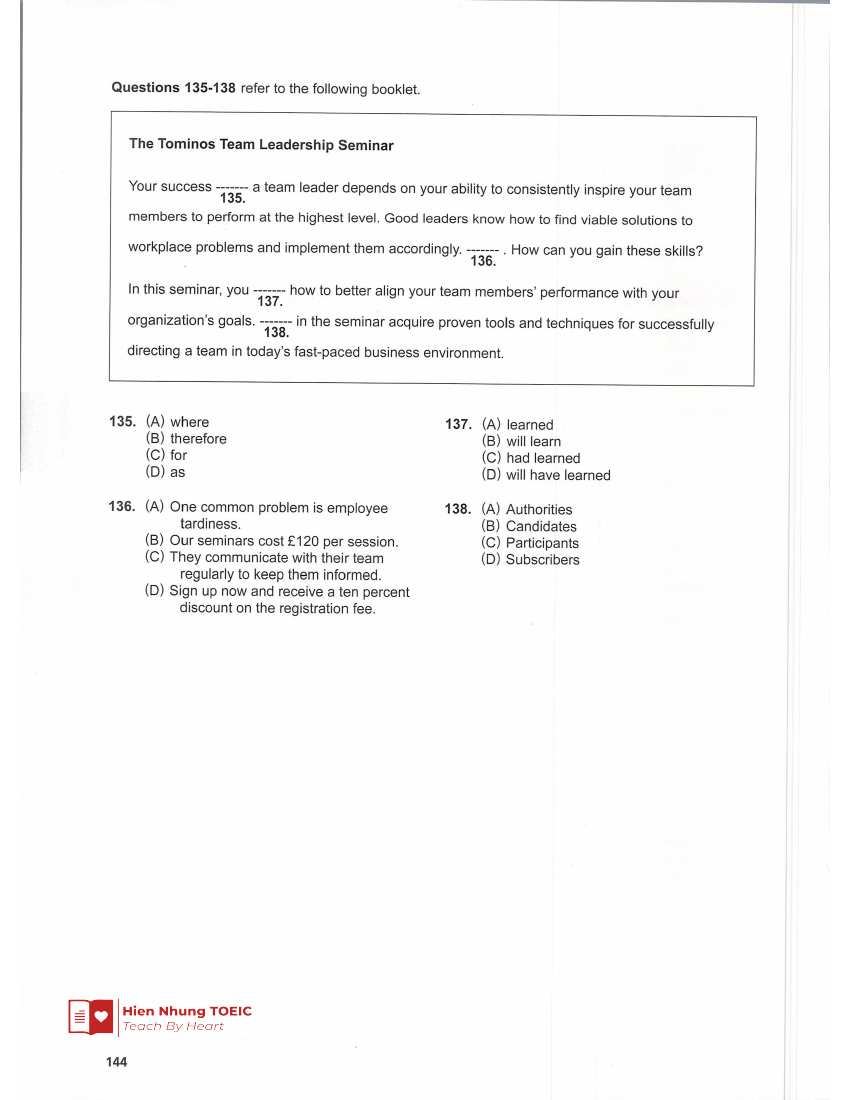 Questions 135-138 refer to the following booklet.
The Tominos Team Leadership Seminar
Your success ------- a team leader depends on your ability to consistently inspire your team
135.
members to perform at the highest level. Good leaders know how to find viable solutions to
workplace problems and implement them accordingly. ------- . How can you gain these skills?
136.
In this seminar, you ------- how to better align your team members' performance with your
137.
organization's goals. ------- in the seminar acquire proven tools and techniques for successfully
138.
directing a team in today's fast-paced business environment.
135. (A) where
(B) therefore
(C) for
(D) as
136. (A) One common problem is employee
tardiness.
(B) Our seminars cost £120 per session.
(C) They communicate with their team
regularly to keep them informed.
(D) Sign up now and receive a ten percent
discount on the registration fee.
137. (A) learned
(B) will learn
(C) had learned
(D) will have learned
138. (A) Authorities
(B) Candidates
(C) Participants
(D) Subscribers
Hien Nhung TOEIC
Teach By Heart
144